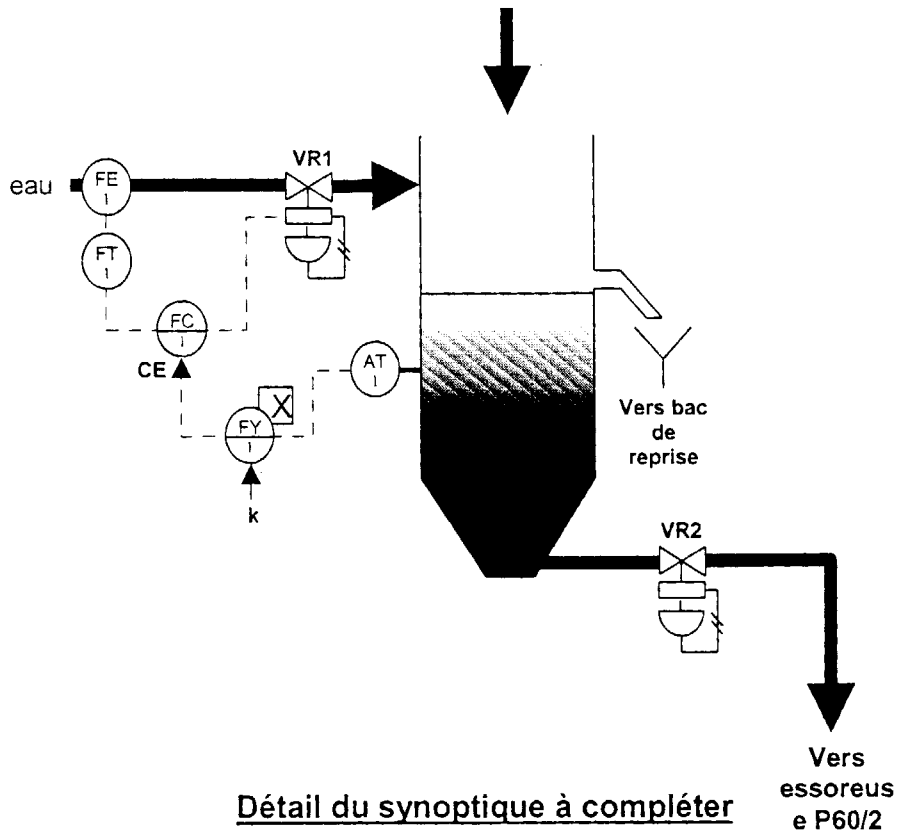 VR1
eau
FE
1
FT
1
FC
1
CE
AT
1
X
FY
1
k
Vers bac
de
reprise
VR2
Vers
essoreus
e P60/2
Détail du synoptique à compléter